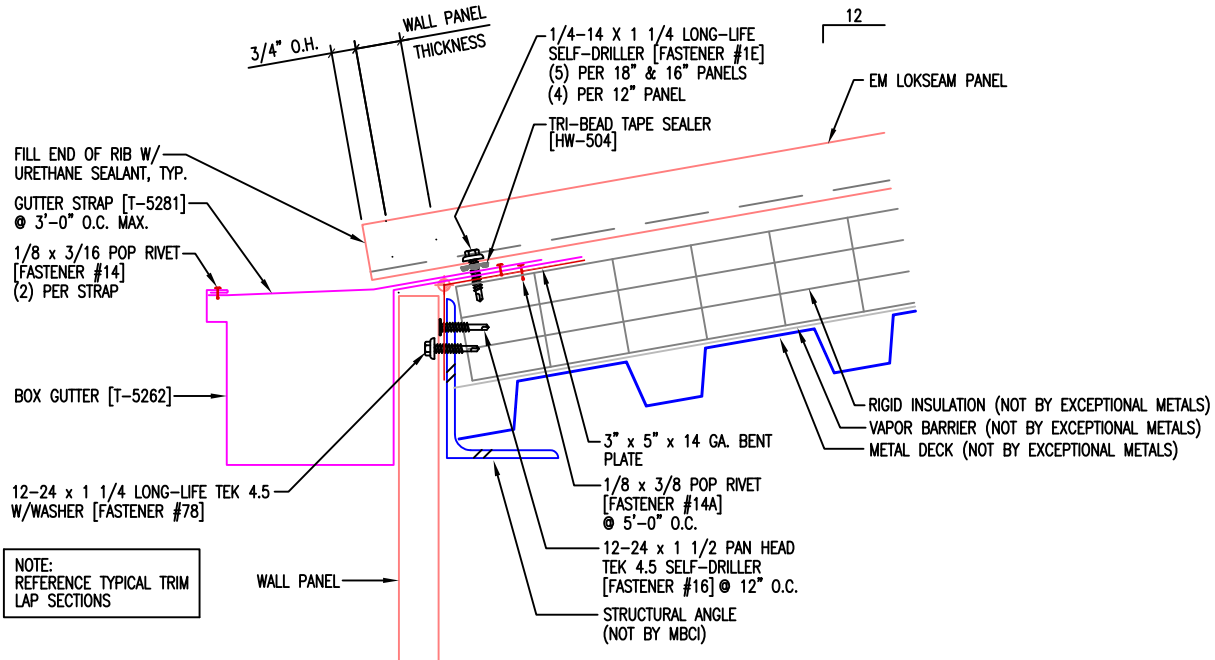 12
WALL PANEL
THICKNESS
3/4" O.H.
1/4-14 X 1 1/4 LONG-LIFE
SELF-DRILLER [FASTENER #1E]
(5) PER 18" & 16" PANELS
(4) PER 12" PANEL
EM LOKSEAM PANEL
TRI-BEAD TAPE SEALER
[HW-504]
FILL END OF RIB W/
URETHANE SEALANT, TYP.
GUTTER STRAP [T-5281]
@ 3'-0" O.C. MAX.
1/8 x 3/16 POP RIVET
[FASTENER #14]
(2) PER STRAP
BOX GUTTER [T-5262]
RIGID INSULATION (NOT BY EXCEPTIONAL METALS)
VAPOR BARRIER (NOT BY EXCEPTIONAL METALS)
METAL DECK (NOT BY EXCEPTIONAL METALS)
3" x 5" x 14 GA. BENT
PLATE
12-24 x 1 1/4 LONG-LIFE TEK 4.5
W/WASHER [FASTENER #78]
1/8 x 3/8 POP RIVET
[FASTENER #14A]
@ 5'-0" O.C.
12-24 x 1 1/2 PAN HEAD
TEK 4.5 SELF-DRILLER
[FASTENER #16] @ 12" O.C.
NOTE:
REFERENCE TYPICAL TRIM
LAP SECTIONS
WALL PANEL
STRUCTURAL ANGLE
(NOT BY MBCI)